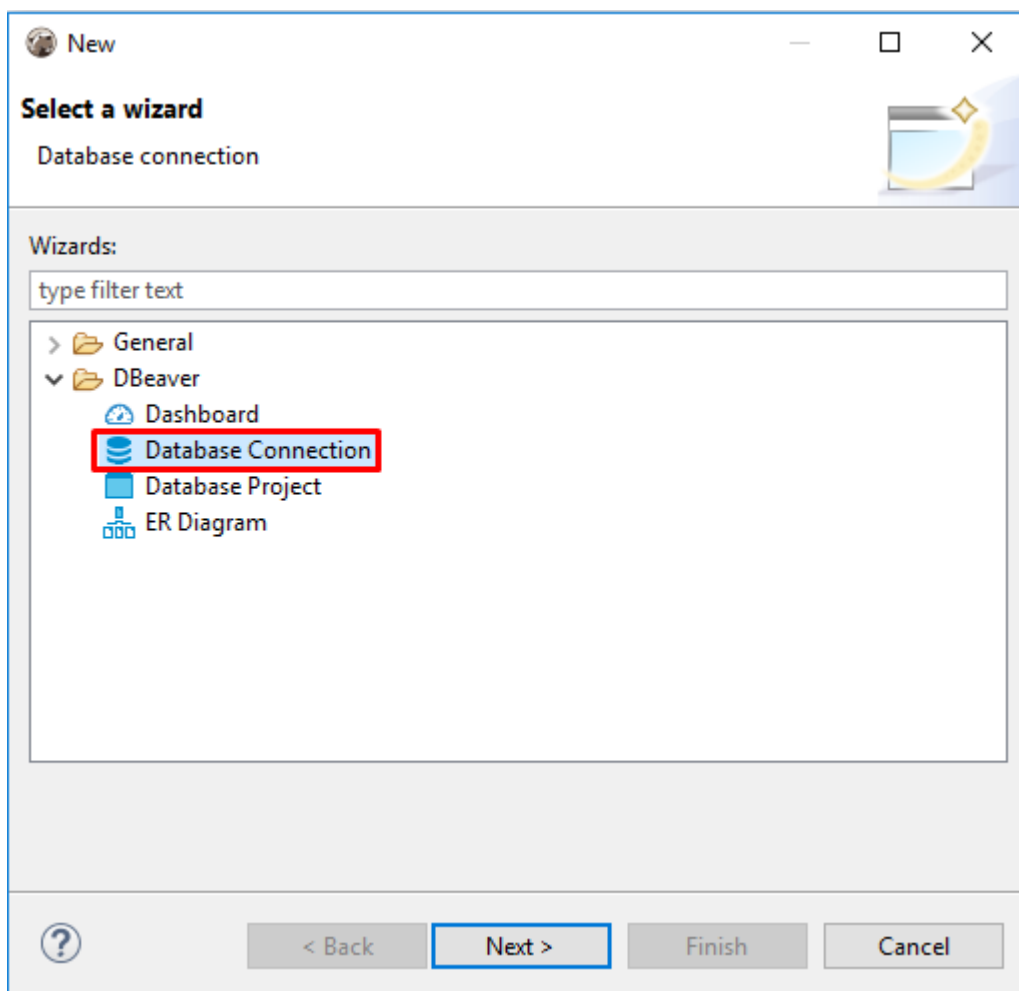 New
Select a wizard
Database connection
Wizards:
type filter text
General
DBeaver
Dashboard
Database Connection
Database Project
ER Diagram
? < Back Next > Finish Cancel